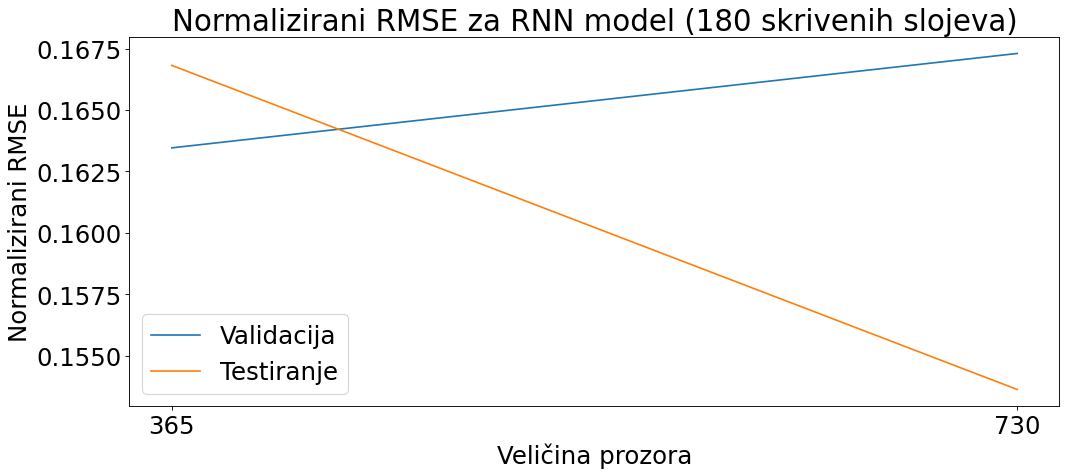 Normalizirani RMSE za RNN model (180 skrivenih slojeva)
Normalizirani RMSE
0.1675
0.1650
0.1625
0.1600
0.1575
0.1550
Validacija
Testiranje
365
730
Veličina prozora